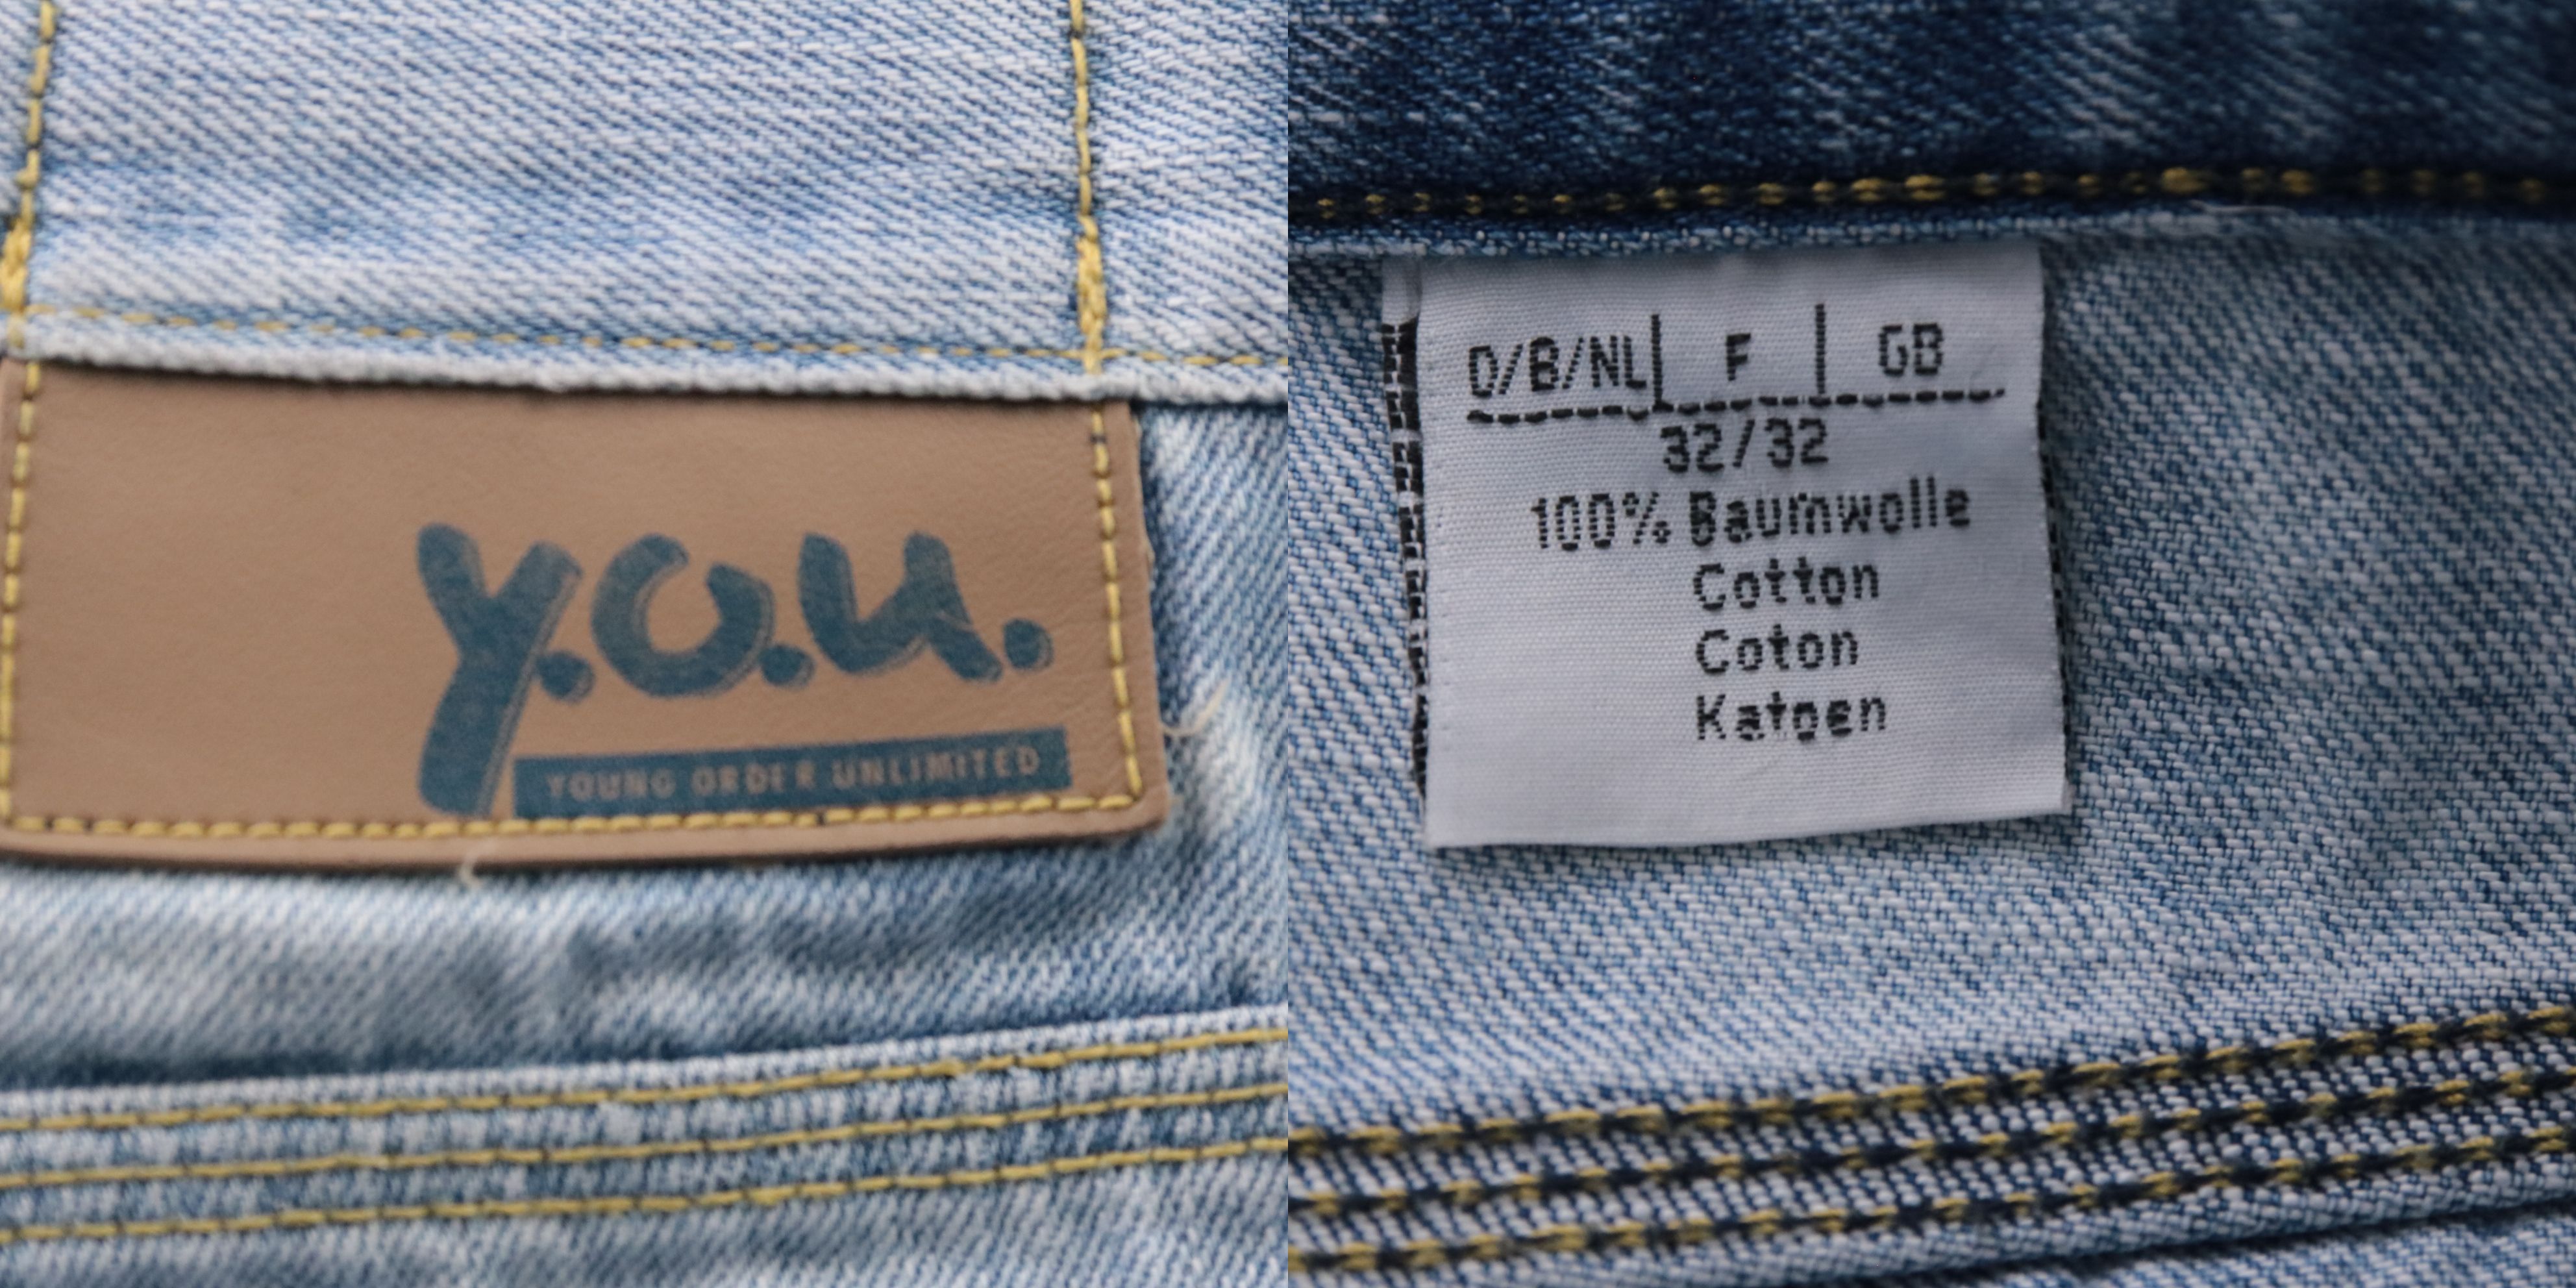 y.o.u.
YOUNG ORDER UNLIMITED
D/B/NL | F | GB
32/32
100% Baumwolle
Cotton
Coton
Katoen